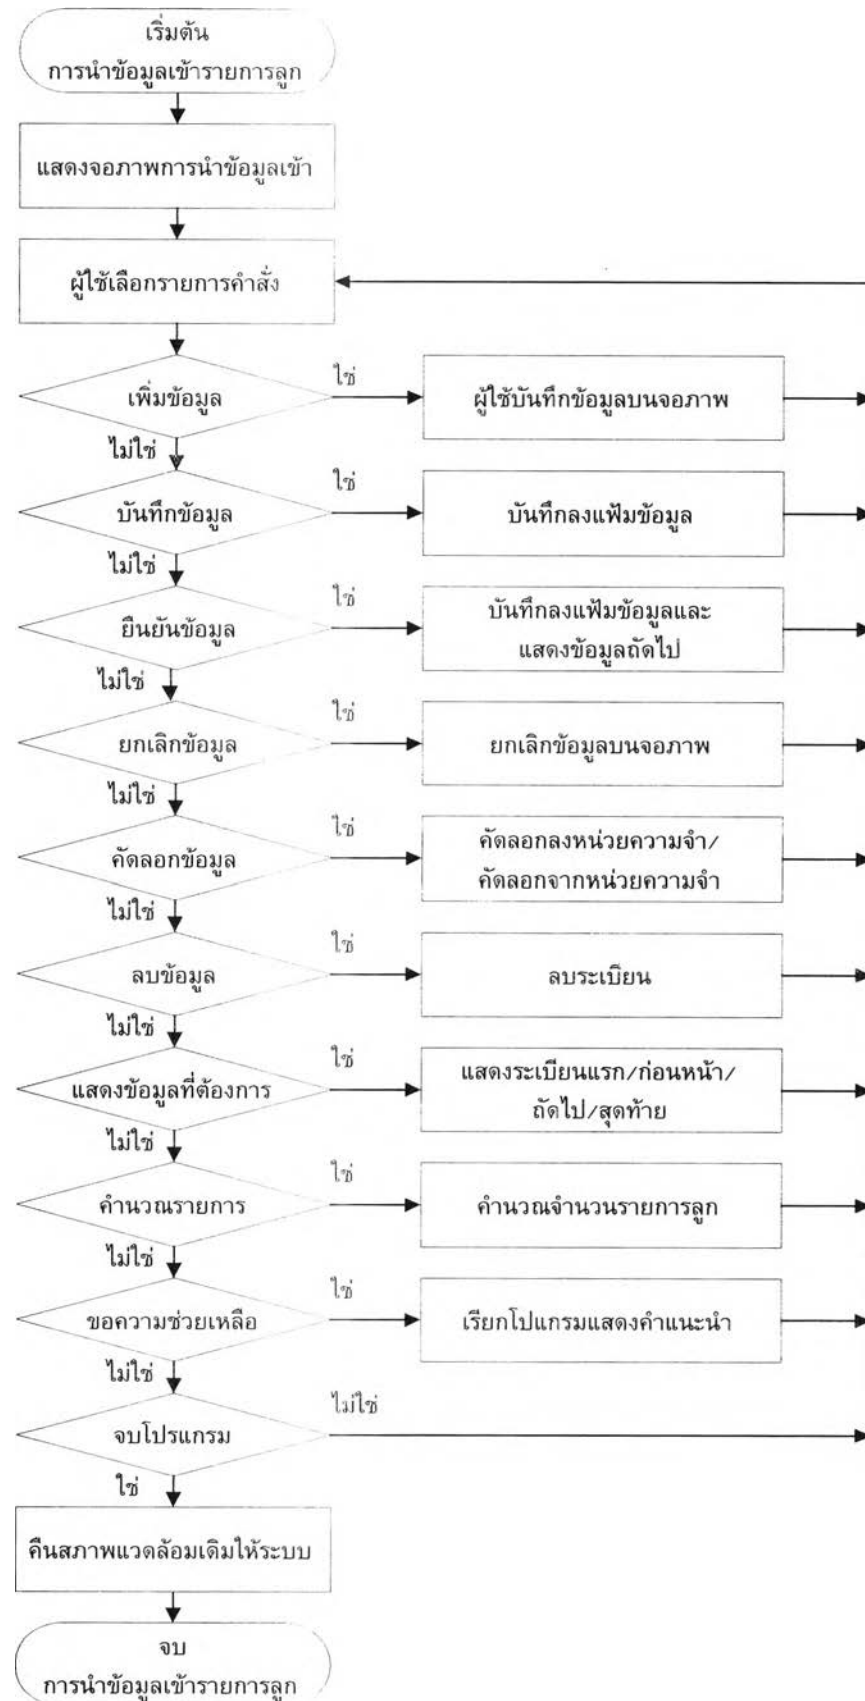 เริ่มต้น
การนำข้อมูลเข้ารายการลูก
แสดงจอภาพการนำข้อมูลเข้า
ผู้ใช้เลือกรายการคำสั่ง
เพิ่มข้อมูล
ใช่
ผู้ใช้บันทึกข้อมูลบนจอภาพ
ไม่ใช่
บันทึกข้อมูล
ใช่
บันทึกลงแฟ้มข้อมูล
ไม่ใช่
ยืนยันข้อมูล
ใช่
บันทึกลงแฟ้มข้อมูลและ
แสดงข้อมูลถัดไป
ไม่ใช่
ยกเลิกข้อมูล
ใช่
ยกเลิกข้อมูลบนจอภาพ
ไม่ใช่
คัดลอกข้อมูล
ใช่
คัดลอกลงหน่วยความจำ/
คัดลอกจากหน่วยความจำ
ไม่ใช่
ลบข้อมูล
ใช่
ลบระเบียน
ไม่ใช่
แสดงข้อมูลที่ต้องการ
ใช่
แสดงระเบียนแรก/ก่อนหน้า/
ถัดไป/สุดท้าย
ไม่ใช่
คำนวณรายการ
ใช่
คำนวณจำนวนรายการลูก
ไม่ใช่
ขอความช่วยเหลือ
ใช่
เรียกโปแกรมแสดงคำแนะนำ
ไม่ใช่
จบโปรแกรม
ไม่ใช่
ใช่
คืนสภาพแวดล้อมเดิมให้ระบบ
จบ
การนำข้อมูลเข้ารายการลูก